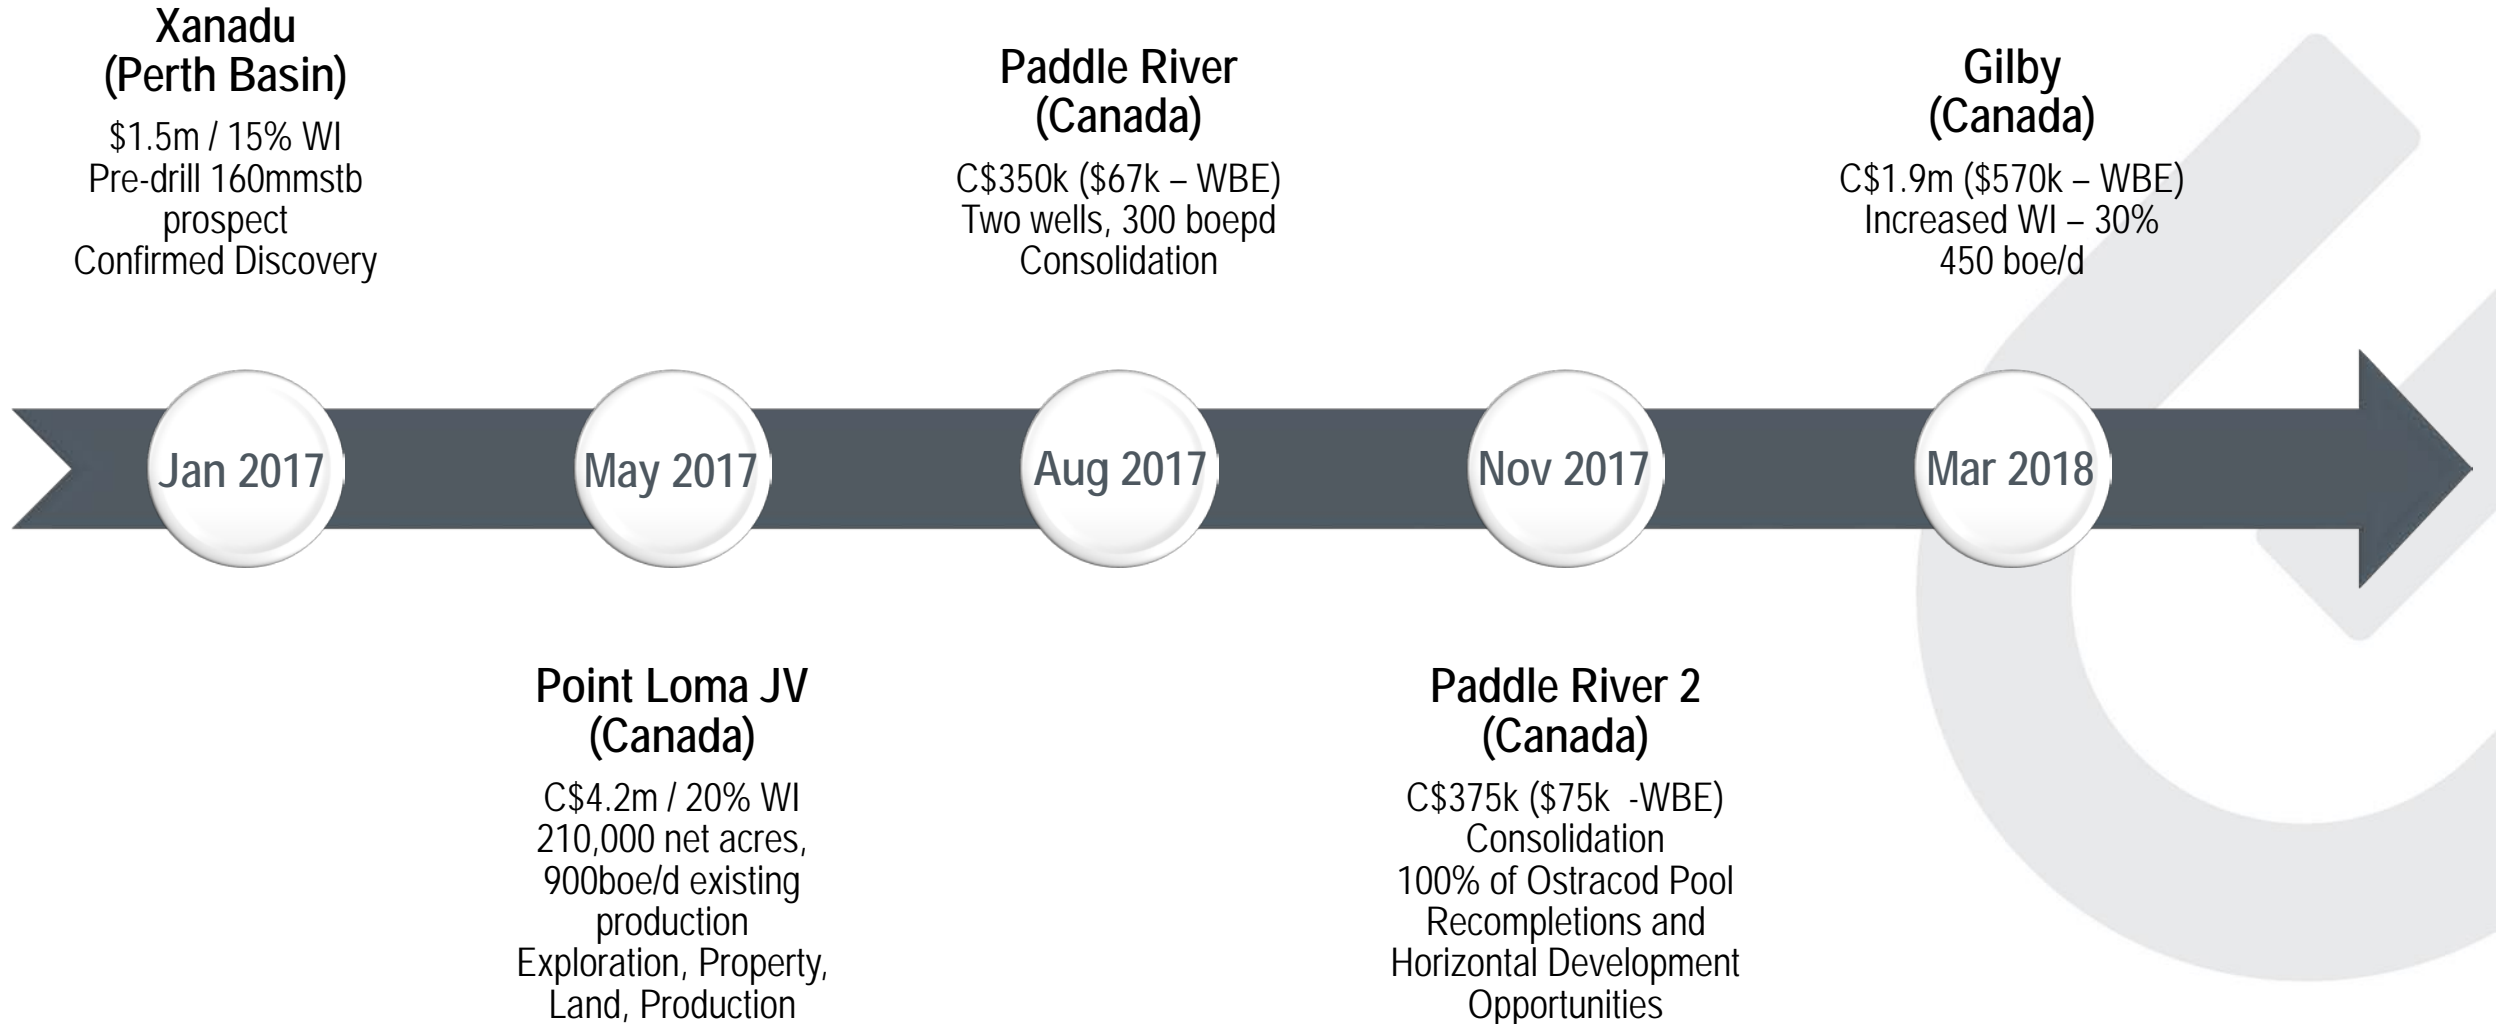 Xanadu
(Perth Basin)
$1.5m / 15% WI
Pre-drill 160mmstb
prospect
Confirmed Discovery
Paddle River
(Canada)
C$350k ($67k – WBE)
Two wells, 300 boepd
Consolidation
Gilby
(Canada)
C$1.9m ($570k – WBE)
Increased WI – 30%
450 boe/d
Jan 2017
May 2017
Aug 2017
Nov 2017
Mar 2018
Point Loma JV
(Canada)
C$4.2m / 20% WI
210,000 net acres,
900boe/d existing
production
Exploration, Property,
Land, Production
Paddle River 2
(Canada)
C$375k ($75k  -WBE)
Consolidation
100% of Ostracod Pool
Recompletions and
Horizontal Development
Opportunities